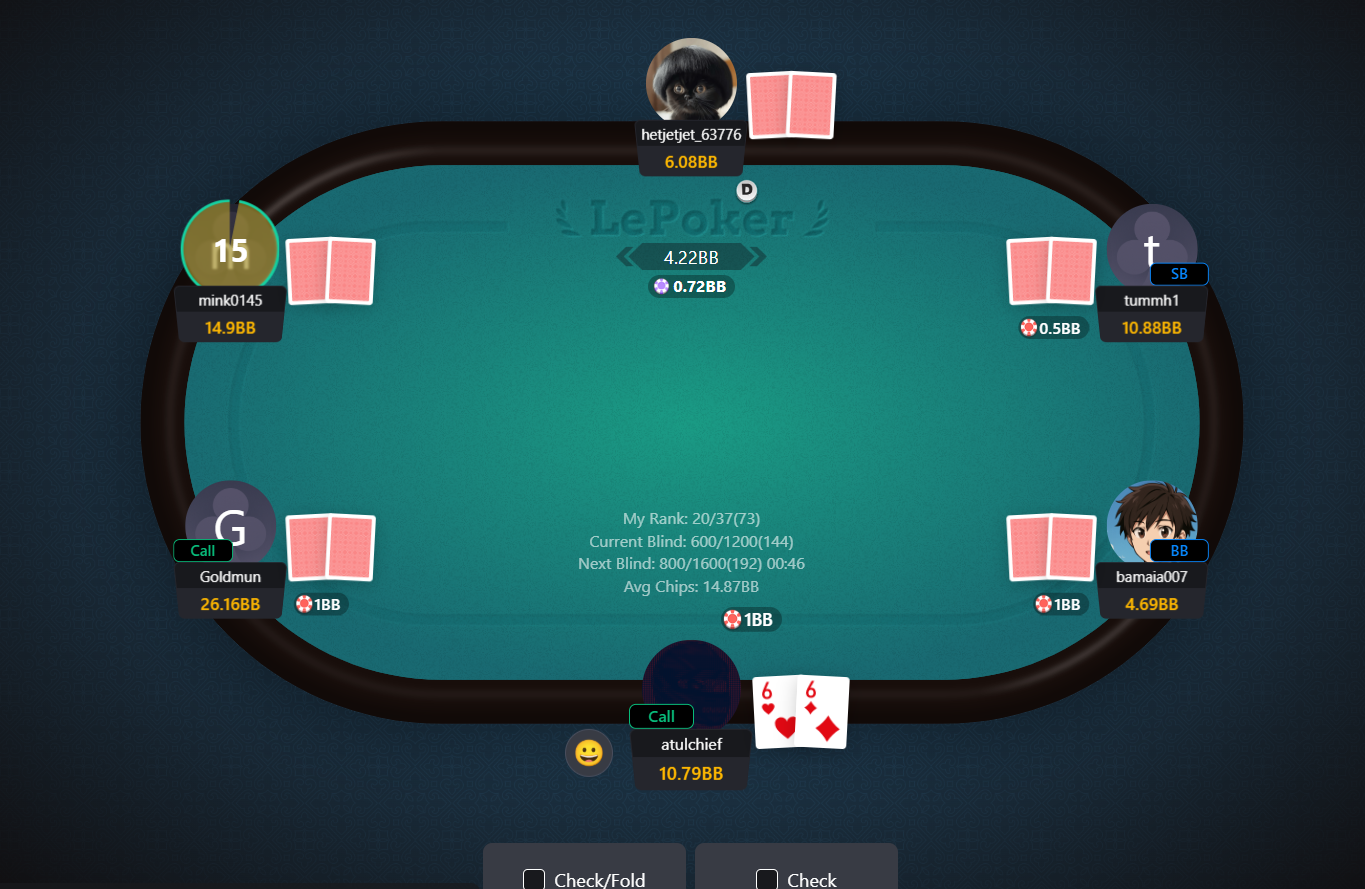 hetjetjet_63776
6.08BB
D
LePoker
4.22BB
0.72BB
15
mink0145
14.9BB
t
SB
tummh1
10.88BB
0.5BB
G
Call
Goldmun
26.16BB
1BB
My Rank: 20/37(73)
Current Blind: 600/1200(144)
Next Blind: 800/1600(192) 00:46
Avg Chips: 14.87BB
1BB
BB
bamaia007
4.69BB
1BB
6 6
Call
atulchief
10.79BB
Check/Fold
Check